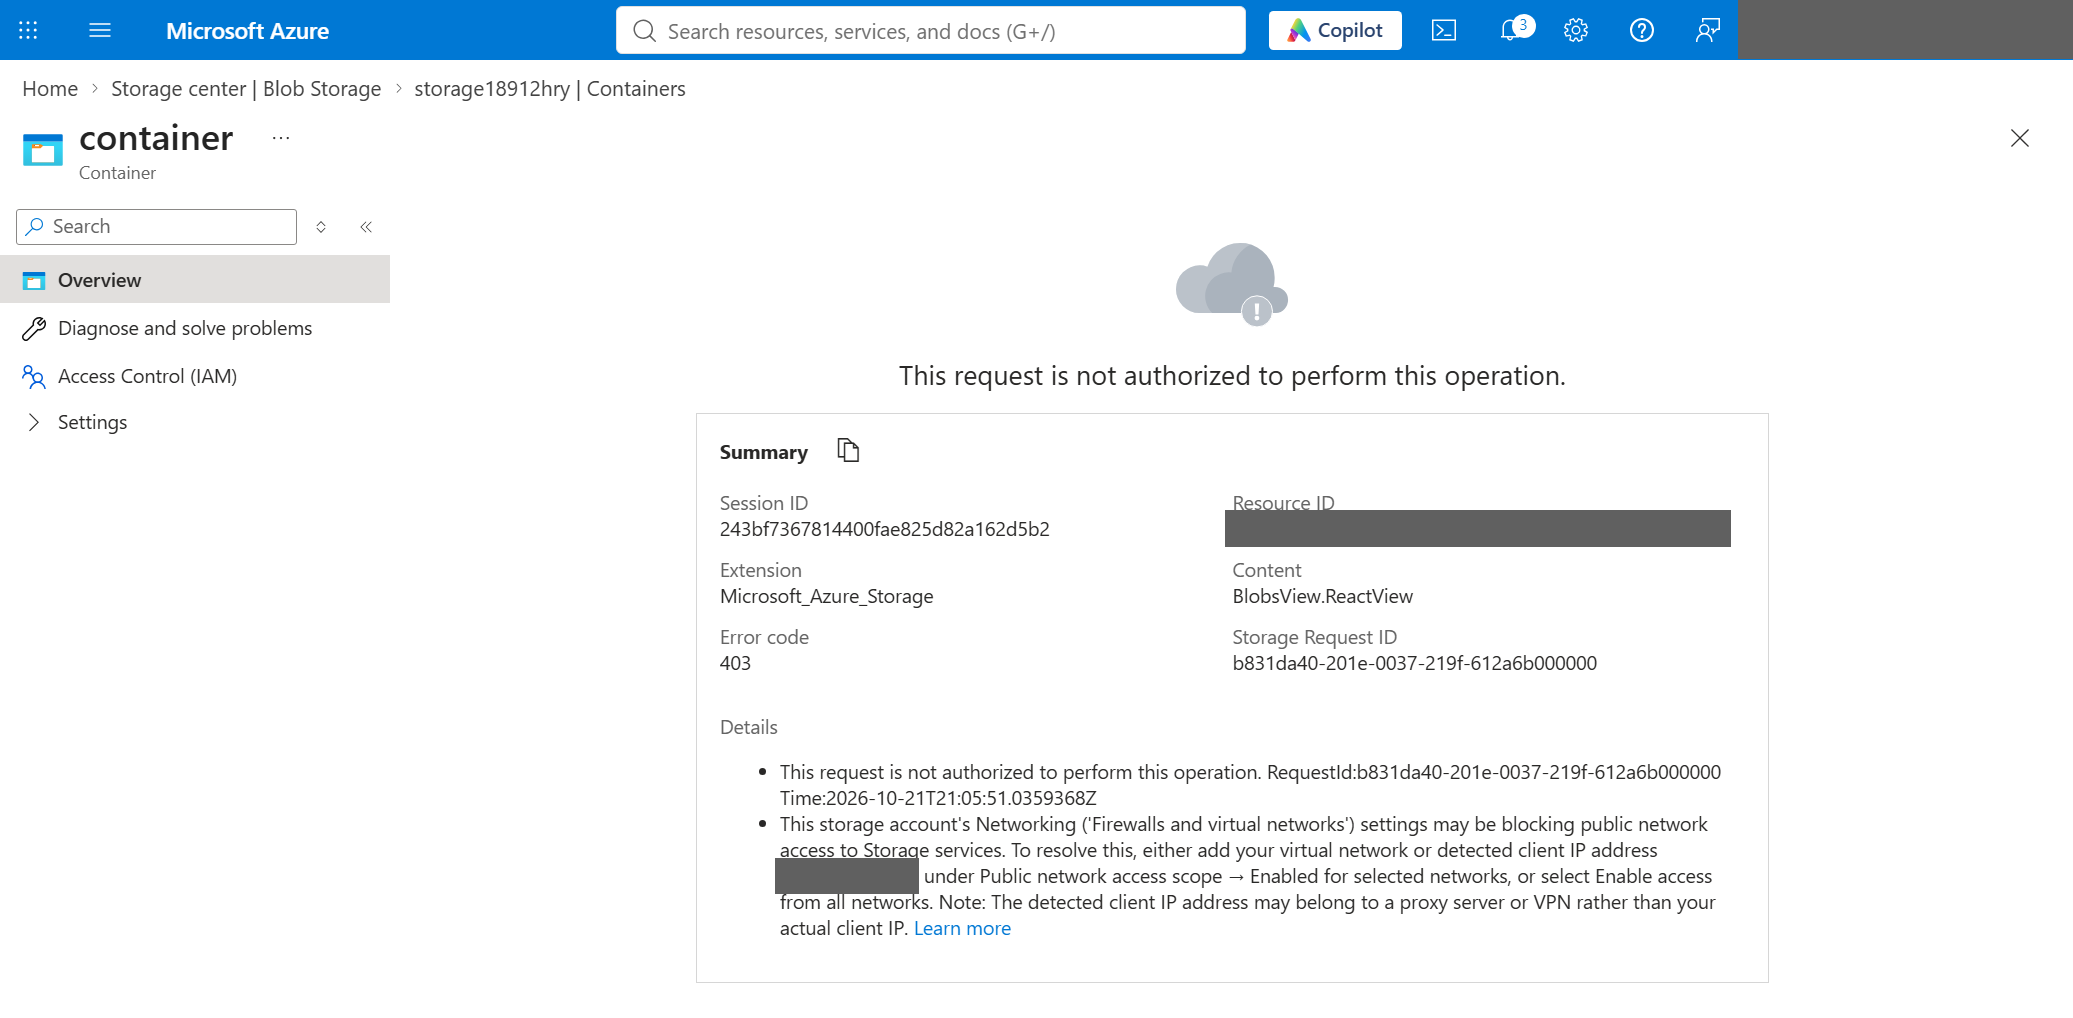 Microsoft Azure
Search resources, services, and docs (G+/)
Copilot
3
Home > Storage center | Blob Storage > storage18912hry | Containers
container ...
Container
Search
Overview
Diagnose and solve problems
Access Control (IAM)
Settings
This request is not authorized to perform this operation.
Summary
Session ID
243bf7367814400fae825d82a162d5b2
Resource ID
Extension
Microsoft_Azure_Storage
Content
BlobsView.ReactView
Error code
403
Storage Request ID
b831da40-201e-0037-219f-612a6b000000
Details
• This request is not authorized to perform this operation. RequestId:b831da40-201e-0037-219f-612a6b000000
Time:2026-10-21T21:05:51.0359368Z
• This storage account's Networking ('Firewalls and virtual networks') settings may be blocking public network
access to Storage services. To resolve this, either add your virtual network or detected client IP address
under Public network access scope → Enabled for selected networks, or select Enable access
from all networks. Note: The detected client IP address may belong to a proxy server or VPN rather than your
actual client IP. Learn more